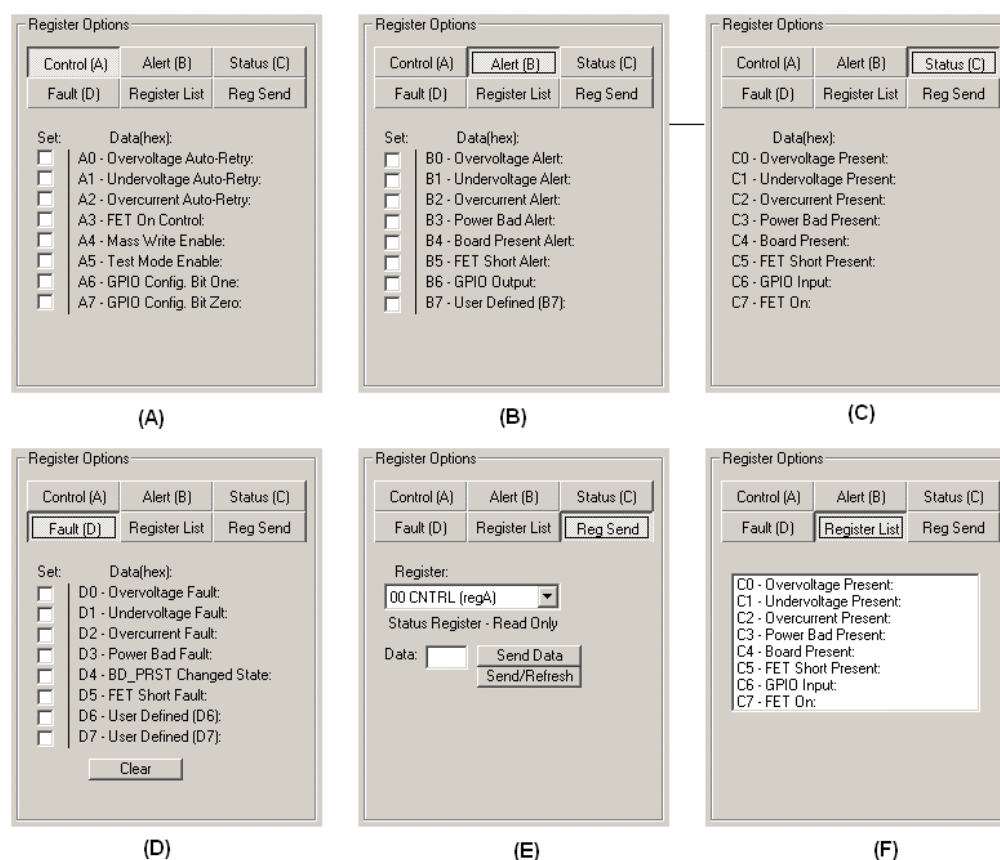 Register Options
Control (A) Alert (B) Status (C)
Fault (D) Register List Reg Send
Set: Data(hex):
A0 - Overvoltage Auto-Retry:
A1 - Undervoltage Auto-Retry:
A2 - Overcurrent Auto-Retry:
A3 - FET On Control:
A4 - Mass Write Enable:
A5 - Test Mode Enable:
A6 - GPIO Config. Bit One:
A7 - GPIO Config. Bit Zero:
(A)
Register Options
Control (A) Alert (B) Status (C)
Fault (D) Register List Reg Send
Set: Data(hex):
B0 - Overvoltage Alert:
B1 - Undervoltage Alert:
B2 - Overcurrent Alert:
B3 - Power Bad Alert:
B4 - Board Present Alert:
B5 - FET Short Alert:
B6 - GPIO Output:
B7 - User Defined (B7):
(B)
Register Options
Control (A) Alert (B) Status (C)
Fault (D) Register List Reg Send
Data(hex):
C0 - Overvoltage Present:
C1 - Undervoltage Present:
C2 - Overcurrent Present:
C3 - Power Bad Present:
C4 - Board Present:
C5 - FET Short Present:
C6 - GPIO Input:
C7 - FET On:
(C)
Register Options
Control (A) Alert (B) Status (C)
Fault (D) Register List Reg Send
Set: Data(hex):
D0 - Overvoltage Fault:
D1 - Undervoltage Fault:
D2 - Overcurrent Fault:
D3 - Power Bad Fault:
D4 - BD_PRST Changed State:
D5 - FET Short Fault:
D6 - User Defined (D6):
D7 - User Defined (D7):
Clear
(D)
Register Options
Control (A) Alert (B) Status (C)
Fault (D) Register List Reg Send
Register:
00 CNTRL (regA)
Status Register - Read Only
Data: Send Data
Send/Refresh
(E)
Register Options
Control (A) Alert (B) Status (C)
Fault (D) Register List Reg Send
C0 - Overvoltage Present:
C1 - Undervoltage Present:
C2 - Overcurrent Present:
C3 - Power Bad Present:
C4 - Board Present:
C5 - FET Short Present:
C6 - GPIO Input:
C7 - FET On:
(F)